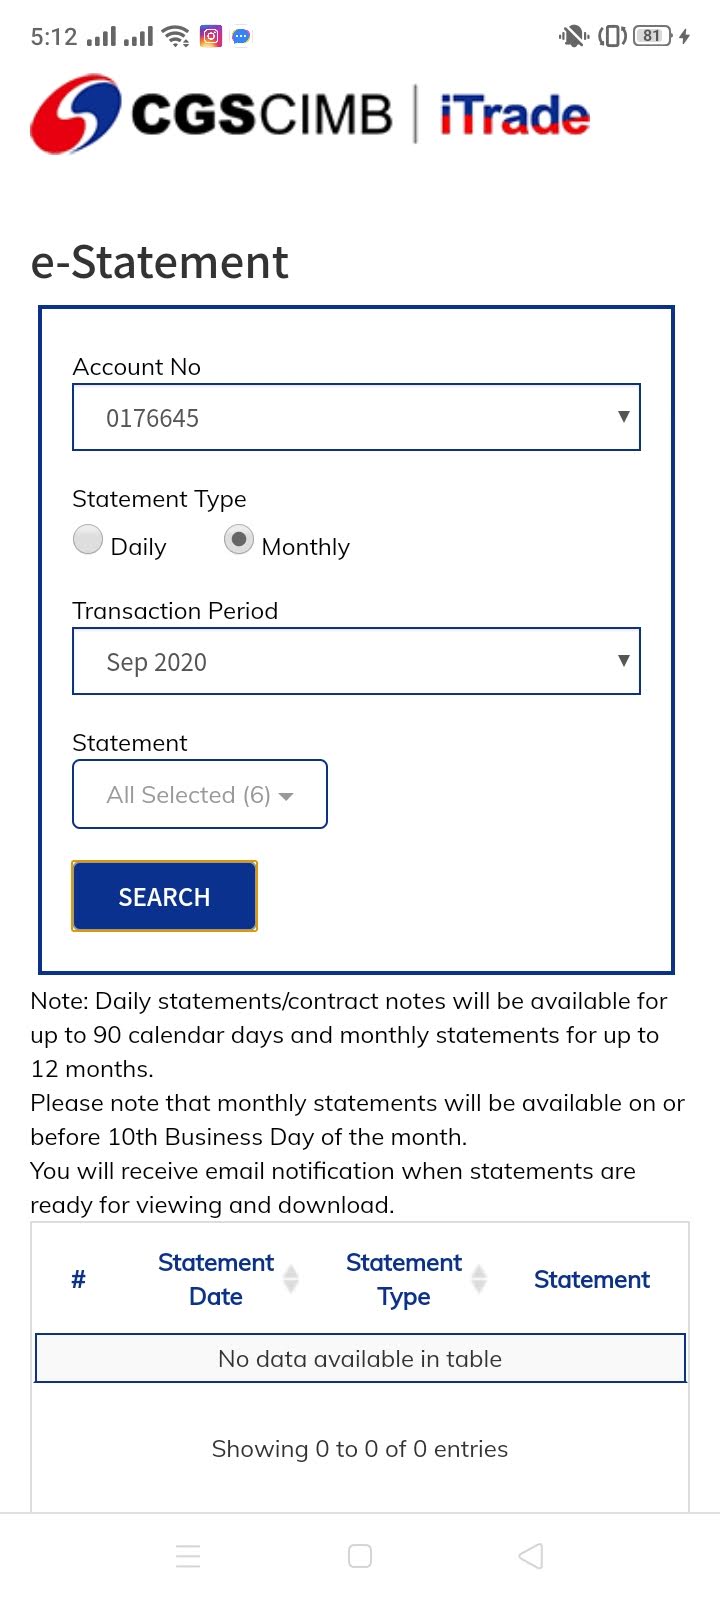 5:12
81
CGSCIMB | iTrade
e-Statement
Account No
0176645
Statement Type
Daily Monthly
Transaction Period
Sep 2020
Statement
All Selected (6)
SEARCH
Note: Daily statements/contract notes will be available for
up to 90 calendar days and monthly statements for up to
12 months.
Please note that monthly statements will be available on or
before 10th Business Day of the month.
You will receive email notification when statements are
ready for viewing and download.
# Statement Date Statement Type Statement
No data available in table
Showing 0 to 0 of 0 entries